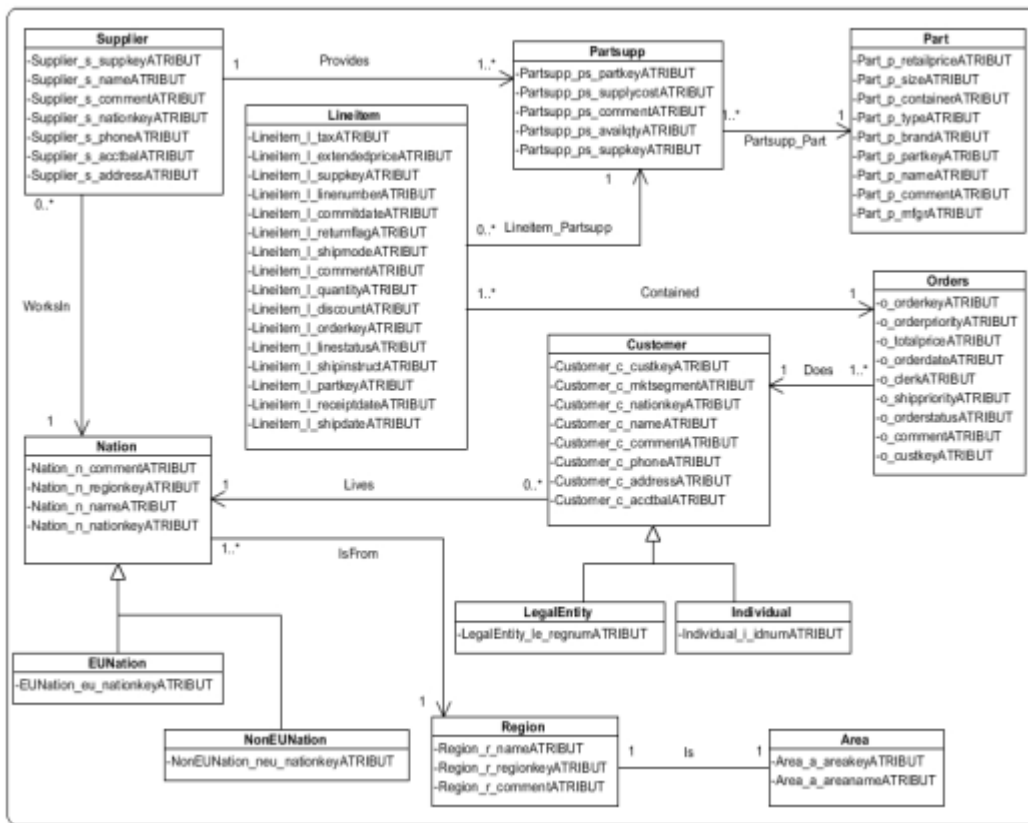 Supplier
-Supplier_s_suppkeyATRIBUT
-Supplier_s_nameATRIBUT
-Supplier_s_commentATRIBUT
-Supplier_s_nationkeyATRIBUT
-Supplier_s_phoneATRIBUT
-Supplier_s_acctbalATRIBUT
-Supplier_s_addressATRIBUT
1
Provides
1..*
Partsupp
-Partsupp_ps_partkeyATRIBUT
-Partsupp_ps_supplycostATRIBUT
-Partsupp_ps_commentATRIBUT
-Partsupp_ps_availqtyATRIBUT
-Partsupp_ps_suppkeyATRIBUT
1..*
1
Partsupp_Part
Part
-Part_p_retailpriceATRIBUT
-Part_p_sizeATRIBUT
-Part_p_containerATRIBUT
-Part_p_typeATRIBUT
-Part_p_brandATRIBUT
-Part_p_partkeyATRIBUT
-Part_p_nameATRIBUT
-Part_p_commentATRIBUT
-Part_p_mfgrATRIBUT
LineItem
-Lineitem_l_taxATRIBUT
-Lineitem_l_extendedpriceATRIBUT
-Lineitem_l_suppkeyATRIBUT
-Lineitem_l_linenumberATRIBUT
-Lineitem_l_commitdateATRIBUT
-Lineitem_l_returnflagATRIBUT
-Lineitem_l_shipmodeATRIBUT
-Lineitem_l_commentATRIBUT
-Lineitem_l_quantityATRIBUT
-Lineitem_l_discountATRIBUT
-Lineitem_l_orderkeyATRIBUT
-Lineitem_l_linestatusATRIBUT
-Lineitem_l_shipinstructATRIBUT
-Lineitem_l_partkeyATRIBUT
-Lineitem_l_receiptdateATRIBUT
-Lineitem_l_shipdateATRIBUT
1
0..*
Lineitem_Partsupp
1..*
Contained
1
Orders
-o_orderkeyATRIBUT
-o_orderpriorityATRIBUT
-o_totalpriceATRIBUT
-o_orderdateATRIBUT
-o_clerkATRIBUT
-o_shippriorityATRIBUT
-o_orderstatusATRIBUT
-o_commentATRIBUT
-o_custkeyATRIBUT
1
Does
1..*
Customer
-Customer_c_custkeyATRIBUT
-Customer_c_mktsegmentATRIBUT
-Customer_c_nationkeyATRIBUT
-Customer_c_nameATRIBUT
-Customer_c_commentATRIBUT
-Customer_c_phoneATRIBUT
-Customer_c_addressATRIBUT
-Customer_c_acctbalATRIBUT
0..*
WorksIn
1
Nation
-Nation_n_commentATRIBUT
-Nation_n_regionkeyATRIBUT
-Nation_n_nameATRIBUT
-Nation_n_nationkeyATRIBUT
1
Lives
0..*
1..*
IsFrom
1
LegalEntity
-LegalEntity_le_regnumATRIBUT
Individual
-Individual_i_idnumATRIBUT
EUNation
-EUNation_eu_nationkeyATRIBUT
NonEUNation
-NonEUNation_neu_nationkeyATRIBUT
Region
-Region_r_nameATRIBUT
-Region_r_regionkeyATRIBUT
-Region_r_commentATRIBUT
1
Is
1
Area
-Area_a_areakeyATRIBUT
-Area_a_areanameATRIBUT